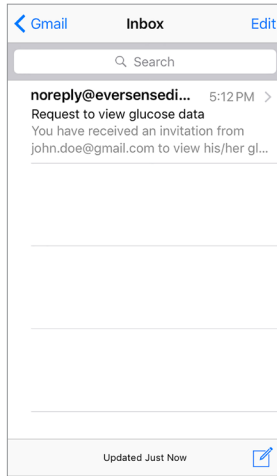 Gmail Inbox Edit
Search
noreply@eversensedi... 5:12 PM
Request to view glucose data
You have received an invitation from
john.doe@gmail.com to view his/her gl...
Updated Just Now